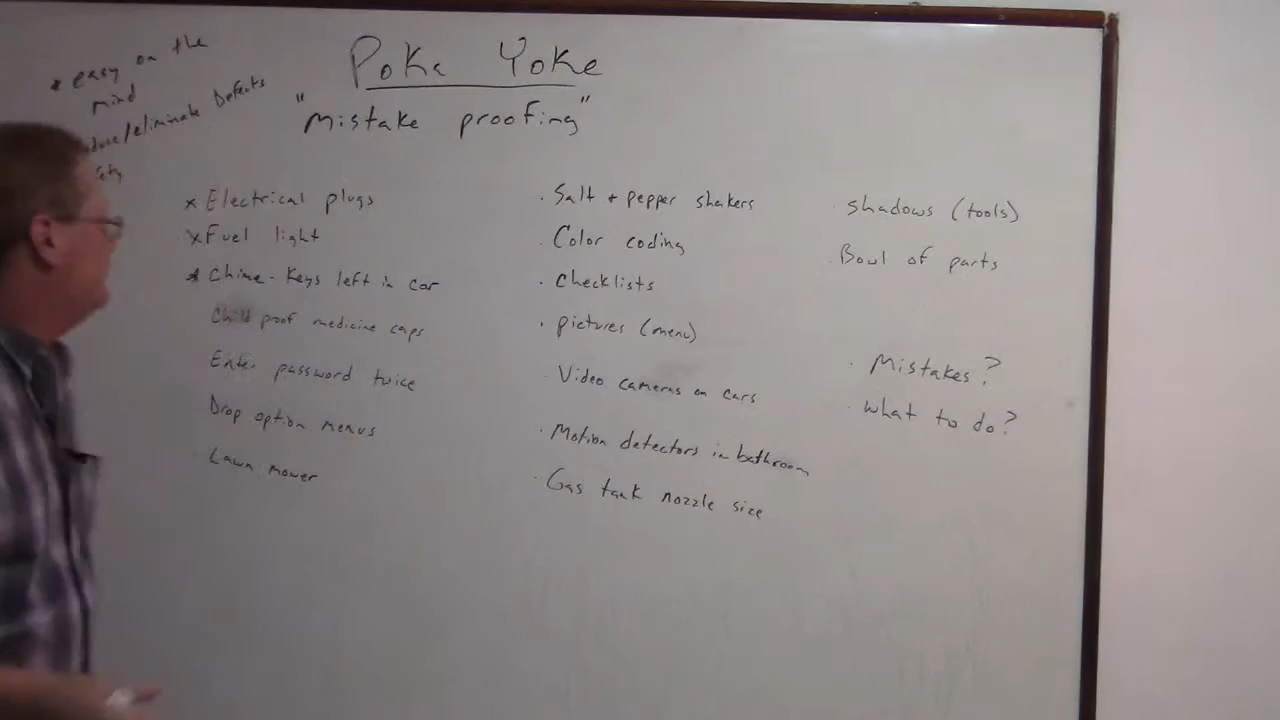 * easy on the
mind
/eliminate Defects
Poka Yoke
"Mistake proofing"
x Electrical plugs
x Fuel light
* Chime - Keys left in car
Child proof medicine caps
Enter password twice
Drop option menus
Lawn mower
· Salt + pepper shakers
· Color coding
· checklists
· pictures (menu)
· Video cameras on cars
· Motion detectors in bathroom
· Gas tank nozzle size
· shadows (tools)
· Bowl of parts
· Mistakes?
· what to do?